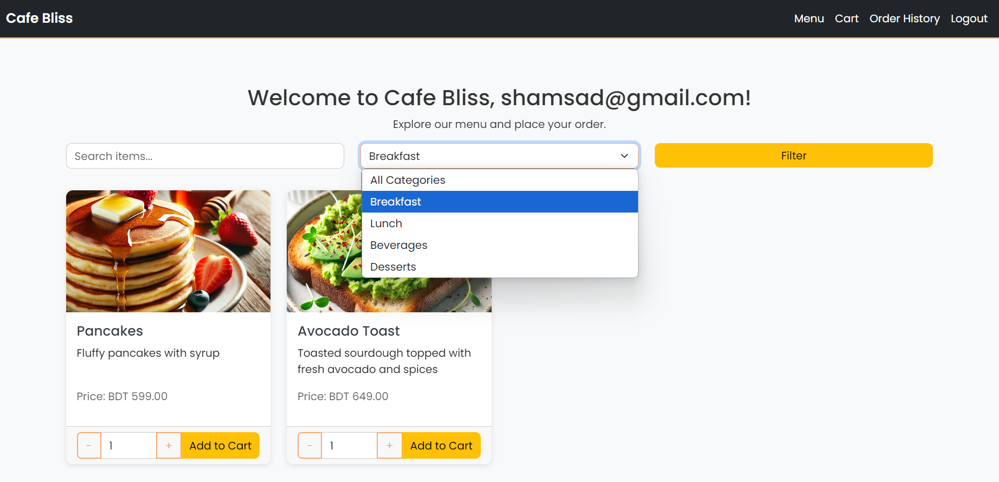 Cafe Bliss
Menu Cart Order History Logout
Welcome to Cafe Bliss, shamsad@gmail.com!
Explore our menu and place your order.
Search items...
Breakfast
Filter
All Categories
Breakfast
Lunch
Beverages
Desserts
Pancakes
Fluffy pancakes with syrup
Price: BDT 599.00
- 1 + Add to Cart
Avocado Toast
Toasted sourdough topped with
fresh avocado and spices
Price: BDT 649.00
- 1 + Add to Cart